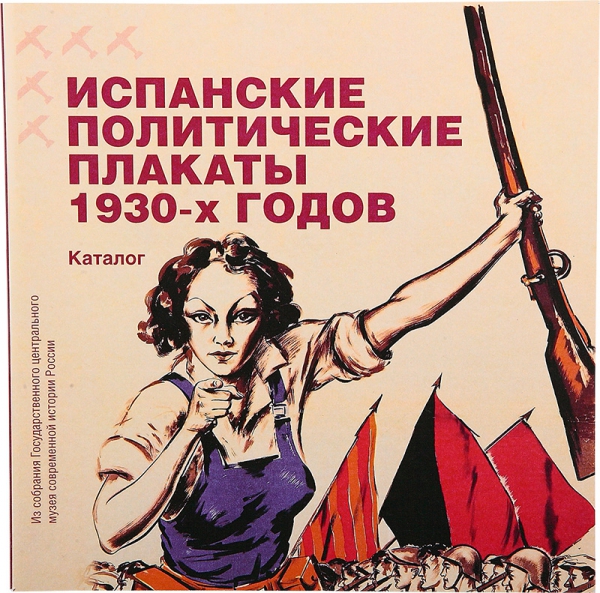 ИСПАНСКИЕ
ПОЛИТИЧЕСКИЕ
ПЛАКАТЫ
1930-х ГОДОВ
Каталог
Из собрания Государственного центрального
музея современной истории России